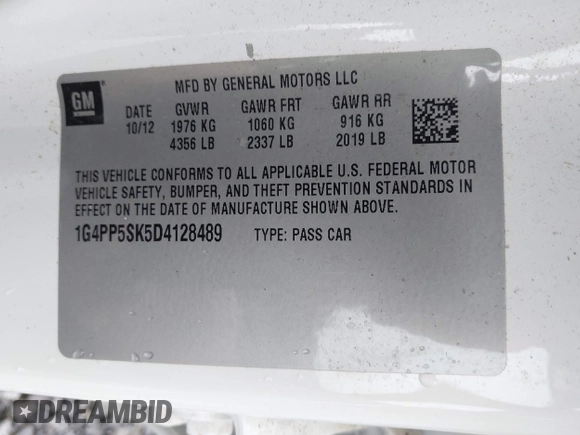 GM
MFD BY GENERAL MOTORS LLC
DATE GVWR GAWR FRT GAWR RR
10/12 1976 KG 1060 KG 916 KG
4356 LB 2337 LB 2019 LB
THIS VEHICLE CONFORMS TO ALL APPLICABLE U.S. FEDERAL MOTOR
VEHICLE SAFETY, BUMPER, AND THEFT PREVENTION STANDARDS IN
EFFECT ON THE DATE OF MANUFACTURE SHOWN ABOVE.
1G4PP5SK5D4128489 TYPE: PASS CAR
DREAMBID